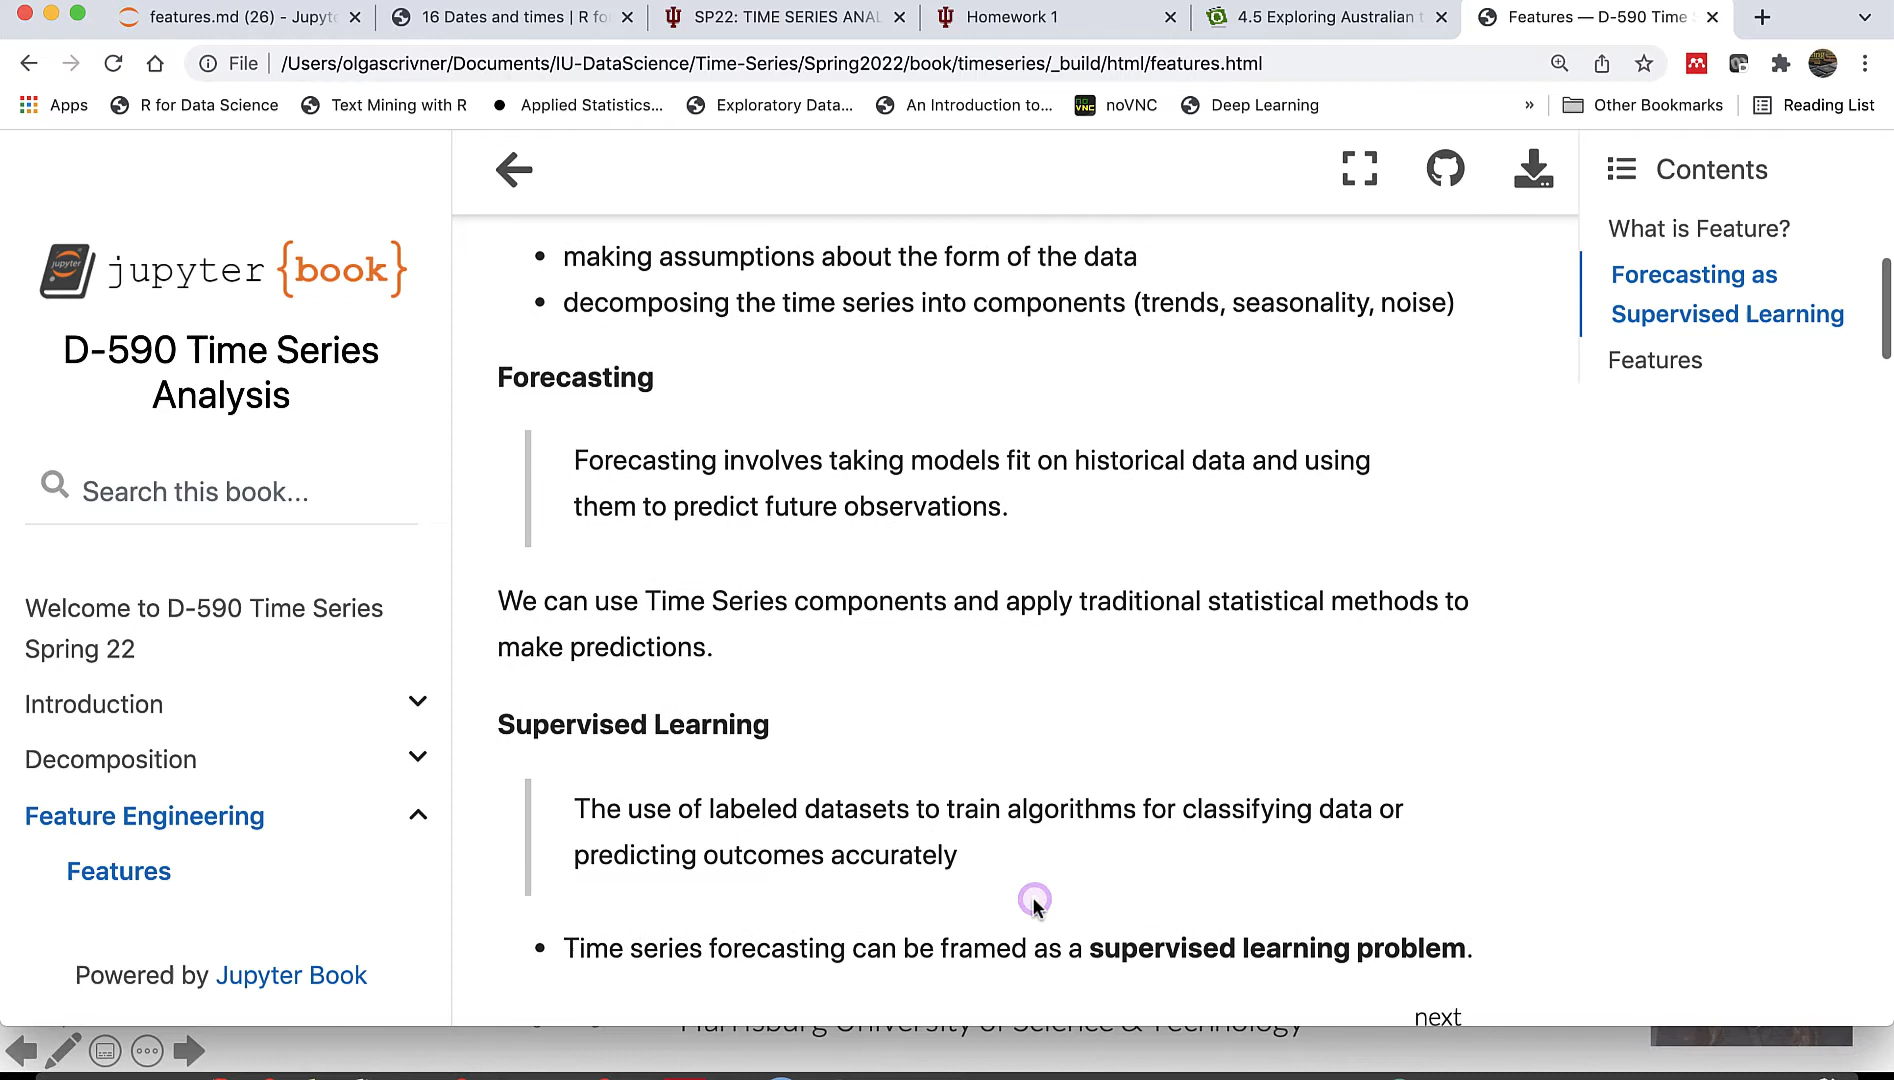 features.md (26) - Jupyte
16 Dates and times | R fo
SP22: TIME SERIES ANAL
Homework 1
4.5 Exploring Australian t
Features — D-590 Time S
File
/Users/olgascrivner/Documents/IU-DataScience/Time-Series/Spring2022/book/timeseries/_build/html/features.html
Apps
R for Data Science
Text Mining with R
Applied Statistics...
Exploratory Data...
An Introduction to...
noVNC
Deep Learning
»
Other Bookmarks
Reading List
jupyter {book}
D-590 Time Series
Analysis
Search this book...
Welcome to D-590 Time Series
Spring 22
Introduction
Decomposition
Feature Engineering
Features
Powered by Jupyter Book
• making assumptions about the form of the data
• decomposing the time series into components (trends, seasonality, noise)
Forecasting
Forecasting involves taking models fit on historical data and using
them to predict future observations.
We can use Time Series components and apply traditional statistical methods to
make predictions.
Supervised Learning
The use of labeled datasets to train algorithms for classifying data or
predicting outcomes accurately
• Time series forecasting can be framed as a supervised learning problem.
next
Contents
What is Feature?
Forecasting as
Supervised Learning
Features
Harrisburg University of Science & Technology